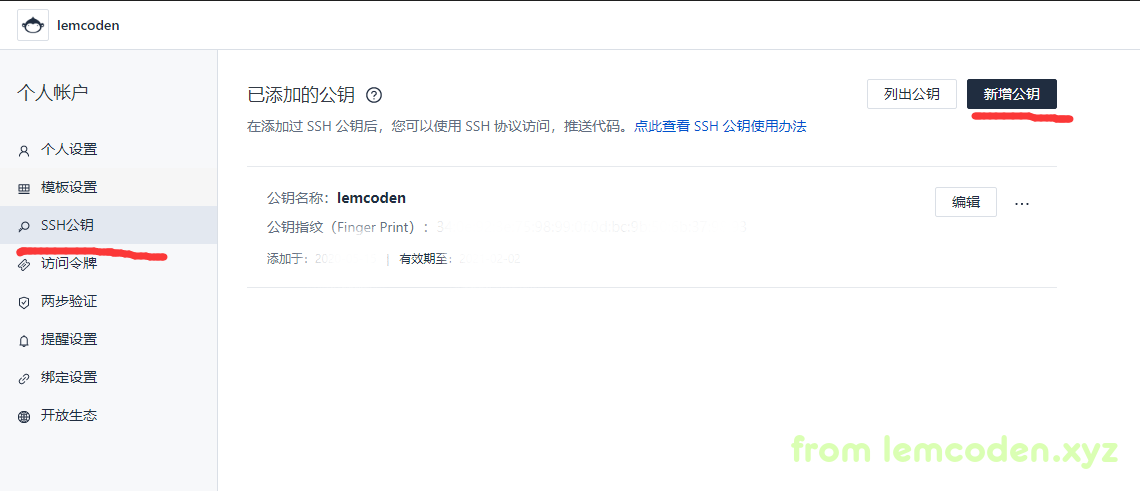 lemcoden
个人帐户
个人设置
模板设置
SSH公钥
访问令牌
两步验证
提醒设置
绑定设置
开放生态
已添加的公钥
列出公钥
新增公钥
在添加过 SSH 公钥后，您可以使用 SSH 协议访问，推送代码。点此查看 SSH 公钥使用办法
公钥名称：lemcoden
编辑
公钥指纹（Finger Print）：
添加于： | 有效期至：
from lemcoden.xyz